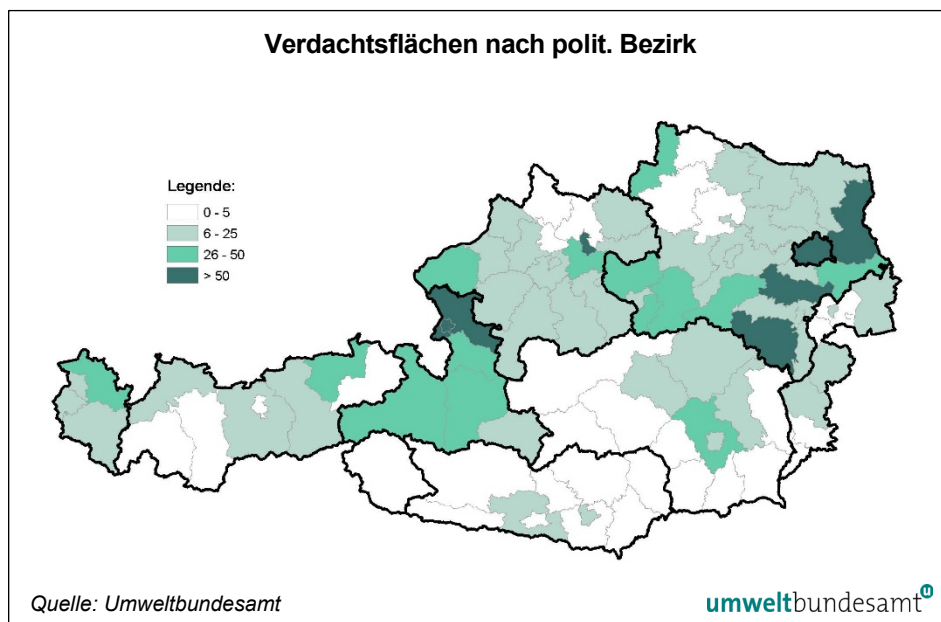 Verdachtsflächen nach polit. Bezirk
Legende:
0 - 5
6 - 25
26 - 50
> 50
Quelle: Umweltbundesamt
umweltbundesamt u